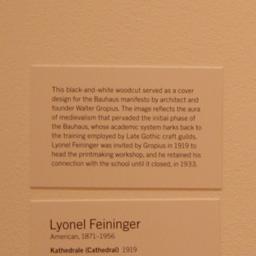 This black-and-white woodcut served as a cover
design for the Bauhaus manifesto by architect and
founder Walter Gropius. The image reflects the aura
of medievalism that pervaded the initial phase of
the Bauhaus, whose academic system harks back to
the training employed by Late Gothic craft guilds.
Lyonel Feininger was invited by Gropius in 1919 to
head the printmaking workshop, and he retained his
connection with the school until it closed, in 1933.
Lyonel Feininger
American, 1871–1956
Kathedrale (Cathedral) 1919